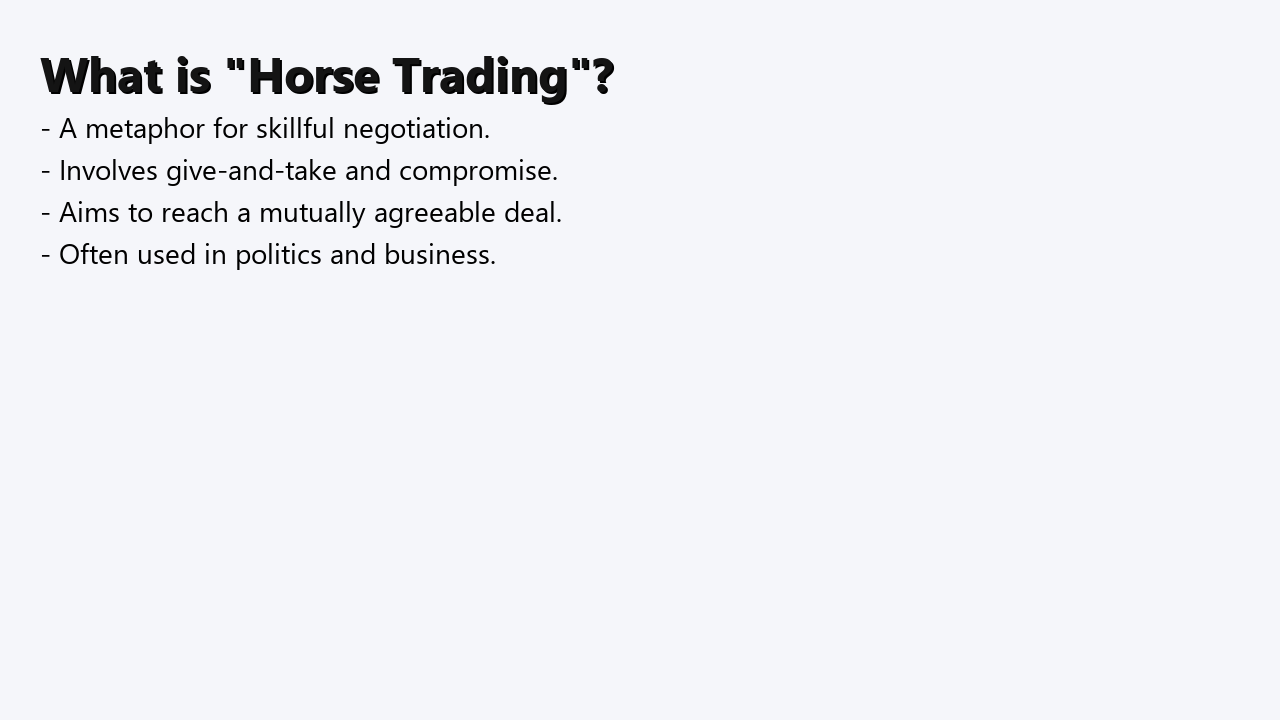 What is "Horse Trading"?
- A metaphor for skillful negotiation.
- Involves give-and-take and compromise.
- Aims to reach a mutually agreeable deal.
- Often used in politics and business.